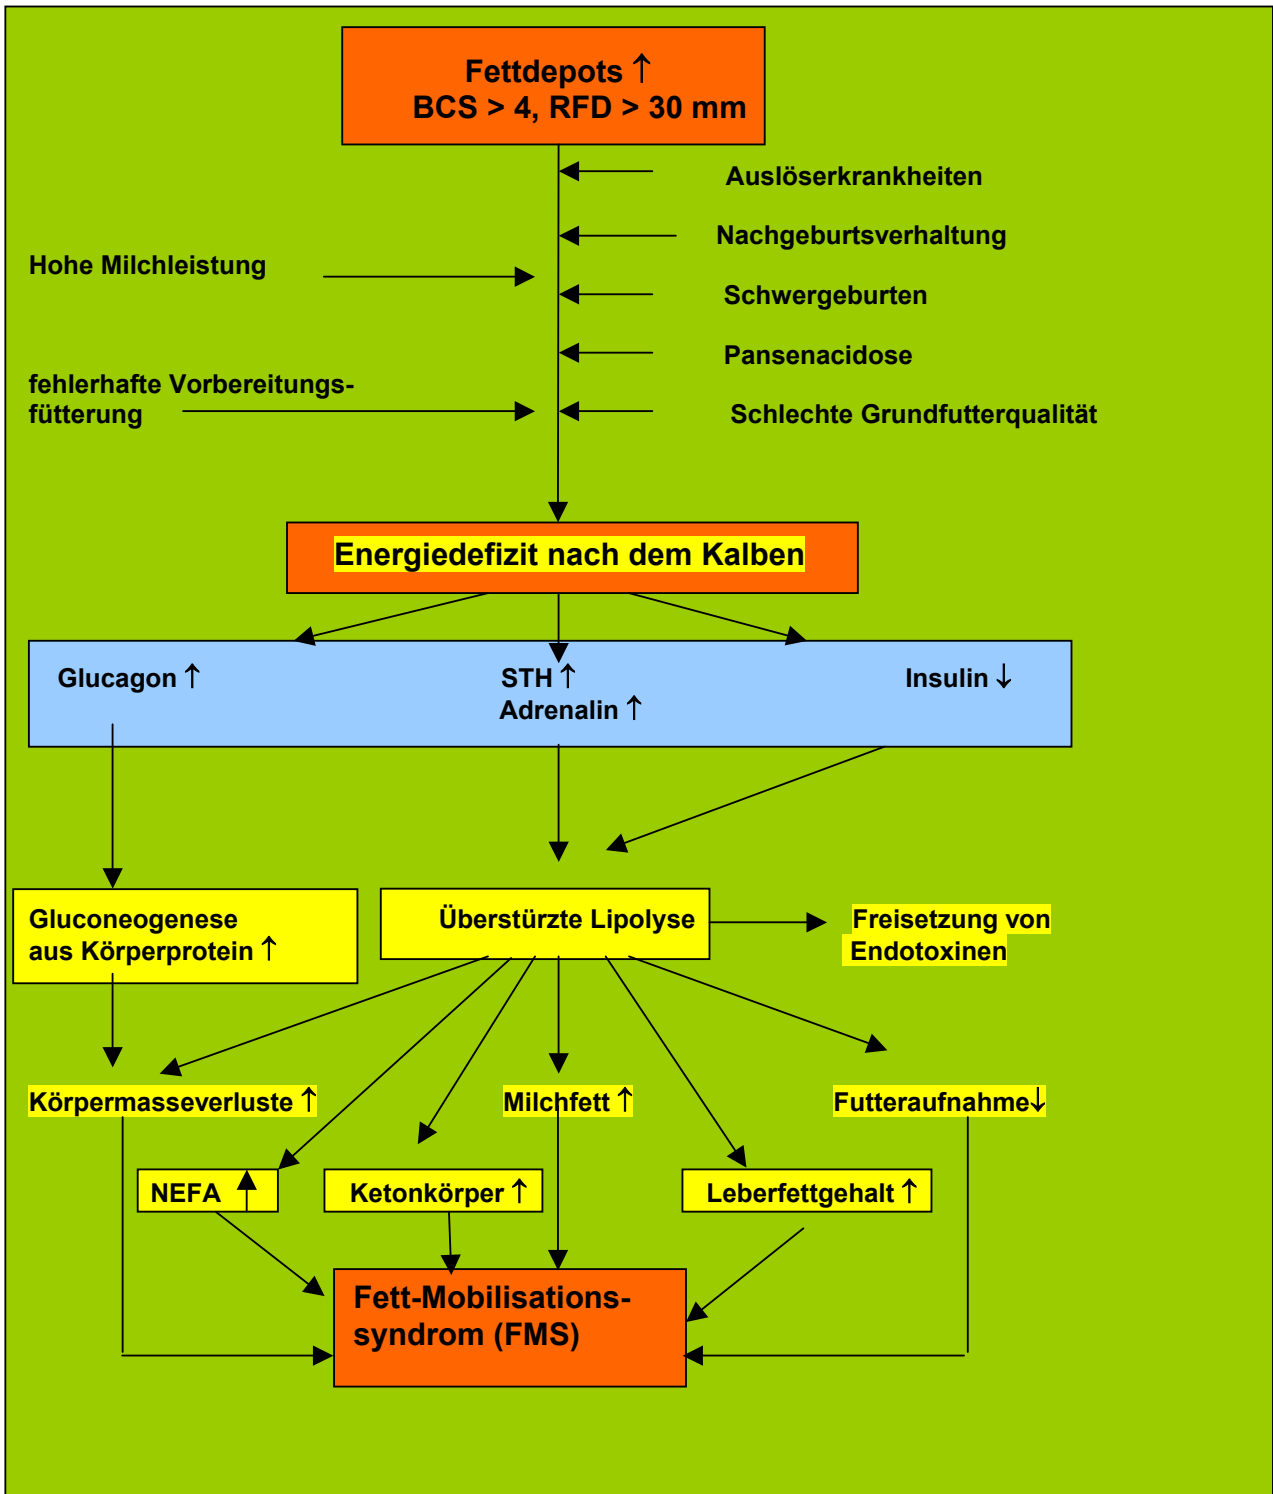 Fettdepots ↑
BCS > 4, RFD > 30 mm
Auslöserkrankheiten
Nachgeburtsverhaltung
Hohe Milchleistung
Schwergeburten
Pansenacidose
fehlerhafte Vorbereitungs-
fütterung
Schlechte Grundfutterqualität
Energiedefizit nach dem Kalben
Glucagon ↑
STH ↑
Adrenalin ↑
Insulin ↓
Gluconeogenese
aus Körperprotein ↑
Überstürzte Lipolyse
Freisetzung von
Endotoxinen
Körpermasseverluste ↑
Milchfett ↑
Futteraufnahme↓
NEFA ↑
Ketonkörper ↑
Leberfettgehalt ↑
Fett-Mobilisations-
syndrom (FMS)